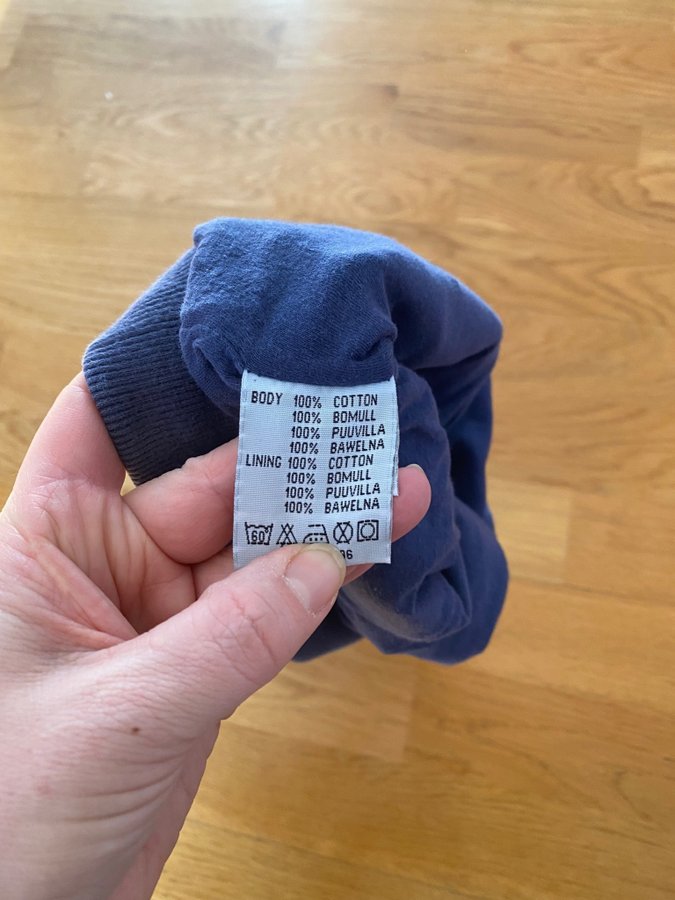 BODY 100% COTTON
100% BOMULL
100% PUUVILLA
100% BAWELNA
LINING 100% COTTON
100% BOMULL
100% PUUVILLA
100% BAWELNA
60